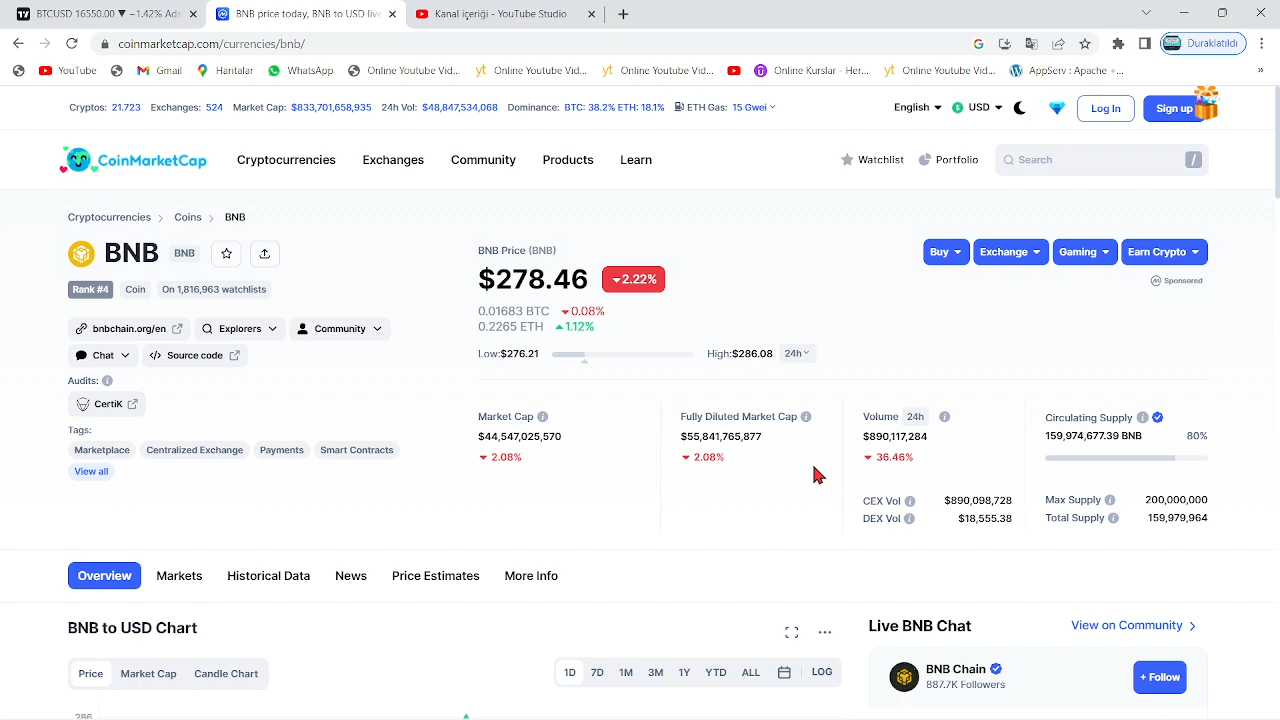 BTCUSD 16550.00 ▼ −1.42% Ads
BNB price today, BNB to USD live
Kanal içeriği - YouTube Studio
coinmarketcap.com/currencies/bnb/
Duraklatıldı
YouTube
Gmail
Haritalar
WhatsApp
Online Youtube Vid...
Online Youtube Vid...
Online Youtube Vid...
Online Kurslar - Her...
Online Youtube Vid...
AppServ : Apache +...
Cryptos: 21.723 Exchanges: 524 Market Cap: $833,701,658,935 24h Vol: $48,847,534,068 Dominance: BTC: 38.2% ETH: 18.1% ETH Gas: 15 Gwei
English USD Log In Sign up
CoinMarketCap
Cryptocurrencies Exchanges Community Products Learn
Watchlist Portfolio Search /
Cryptocurrencies > Coins > BNB
BNB BNB
Rank #4 Coin On 1,816,963 watchlists
bnbchain.org/en Explorers Community
Chat Source code
Audits:
CertiK
Tags:
Marketplace Centralized Exchange Payments Smart Contracts
View all
BNB Price (BNB)
$278.46 2.22%
0.01683 BTC 0.08%
0.2265 ETH 1.12%
Low:$276.21 High:$286.08 24h
Buy Exchange Gaming Earn Crypto
Sponsored
Market Cap
$44,547,025,570
2.08%
Fully Diluted Market Cap
$55,841,765,877
2.08%
Volume 24h
$890,117,284
36.46%
CEX Vol $890,098,728
DEX Vol $18,555.38
Circulating Supply
159,974,677.39 BNB 80%
Max Supply 200,000,000
Total Supply 159,979,964
Overview Markets Historical Data News Price Estimates More Info
BNB to USD Chart
Price Market Cap Candle Chart
1D 7D 1M 3M 1Y YTD ALL LOG
286
Live BNB Chat View on Community
BNB Chain
887.7K Followers
+ Follow